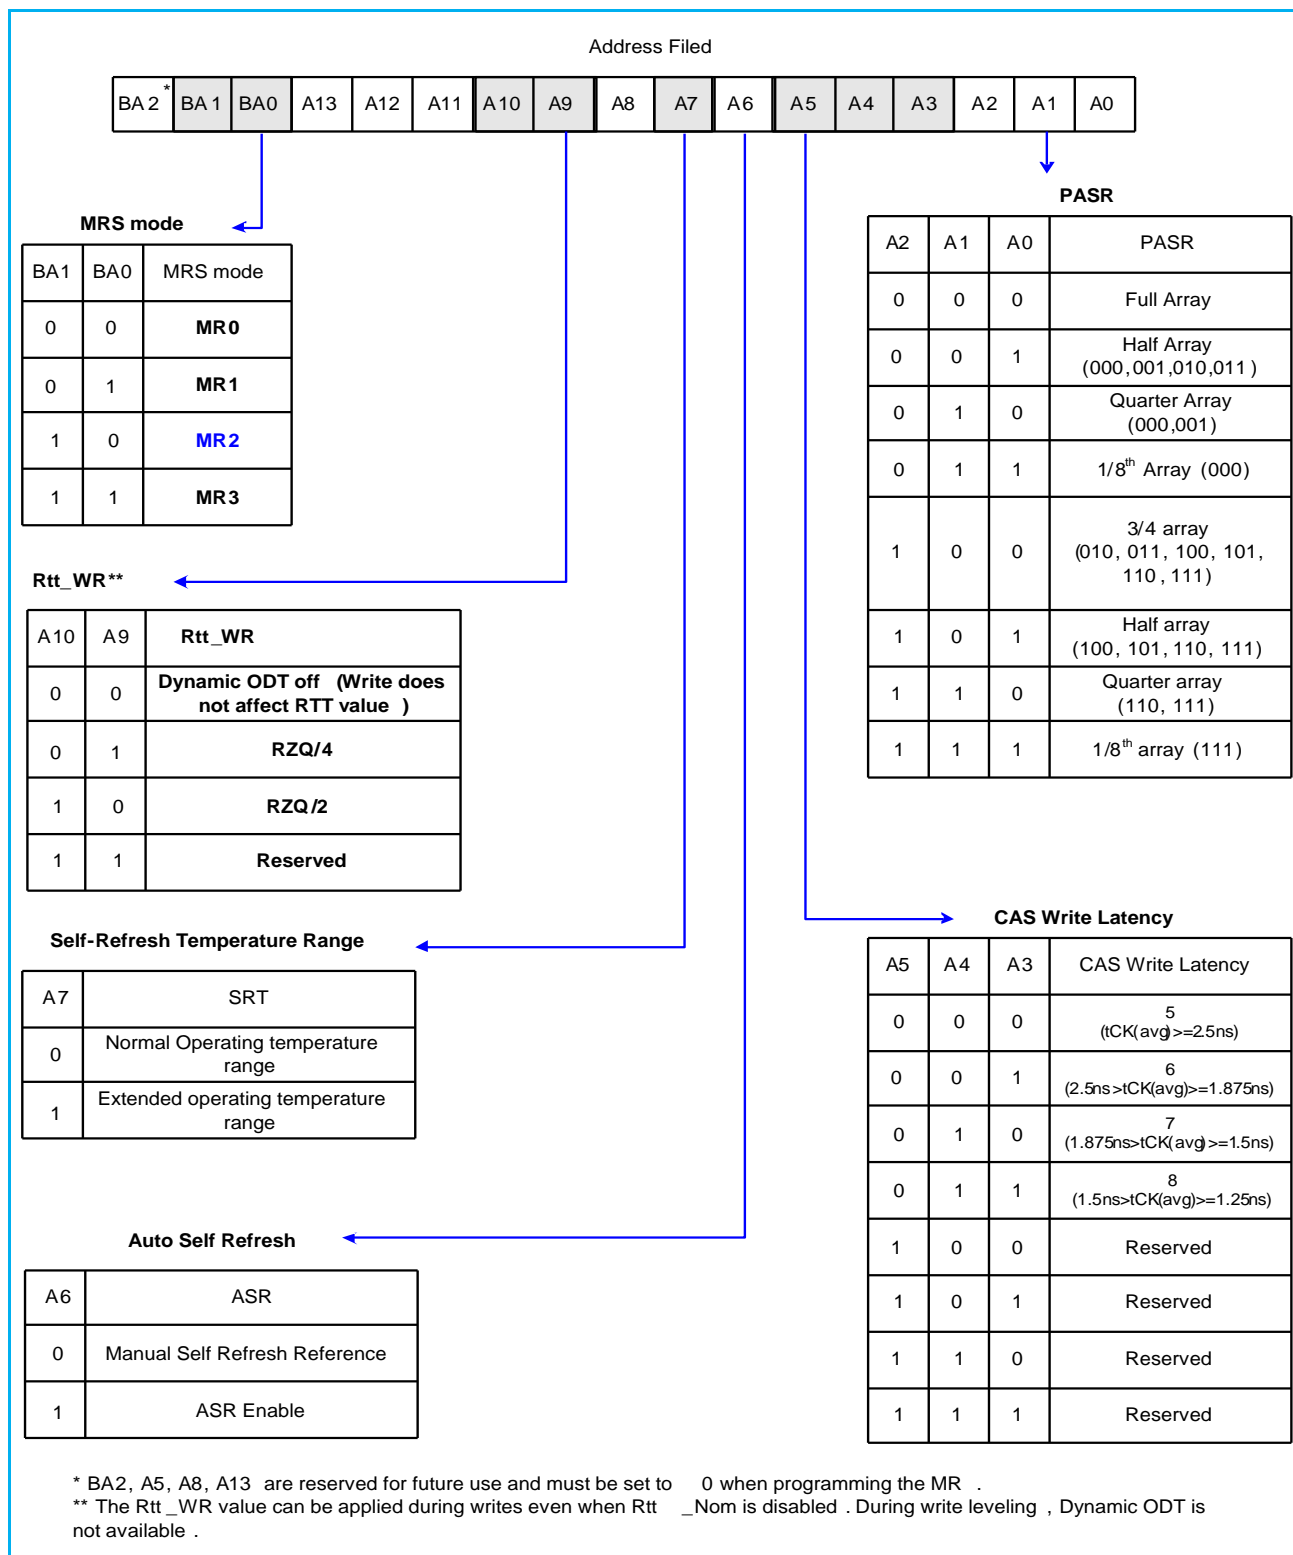 Address Filed
BA2* BA1 BA0 A13 A12 A11 A10 A9 A8 A7 A6 A5 A4 A3 A2 A1 A0
MRS mode
BA1 BA0 MRS mode
0 0 MR0
0 1 MR1
1 0 MR2
1 1 MR3
Rtt_WR**
A10 A9 Rtt_WR
0 0 Dynamic ODT off (Write does
not affect RTT value )
0 1 RZQ/4
1 0 RZQ/2
1 1 Reserved
Self-Refresh Temperature Range
A7 SRT
0 Normal Operating temperature
range
1 Extended operating temperature
range
Auto Self Refresh
A6 ASR
0 Manual Self Refresh Reference
1 ASR Enable
PASR
A2 A1 A0 PASR
0 0 0 Full Array
0 0 1 Half Array
(000,001,010,011)
0 1 0 Quarter Array
(000,001)
0 1 1 1/8th Array (000)
1 0 0 3/4 array
(010, 011, 100, 101,
110, 111)
1 0 1 Half array
(100, 101, 110, 111)
1 1 0 Quarter array
(110, 111)
1 1 1 1/8th array (111)
CAS Write Latency
A5 A4 A3 CAS Write Latency
0 0 0 5
(tCK(avg)>=2.5ns)
0 0 1 6
(2.5ns>tCK(avg)>=1.875ns)
0 1 0 7
(1.875ns>tCK(avg)>=1.5ns)
0 1 1 8
(1.5ns>tCK(avg)>=1.25ns)
1 0 0 Reserved
1 0 1 Reserved
1 1 0 Reserved
1 1 1 Reserved
* BA2, A5, A8, A13 are reserved for future use and must be set to 0 when programming the MR .
** The Rtt _WR value can be applied during writes even when Rtt _Nom is disabled . During write leveling , Dynamic ODT is
not available .